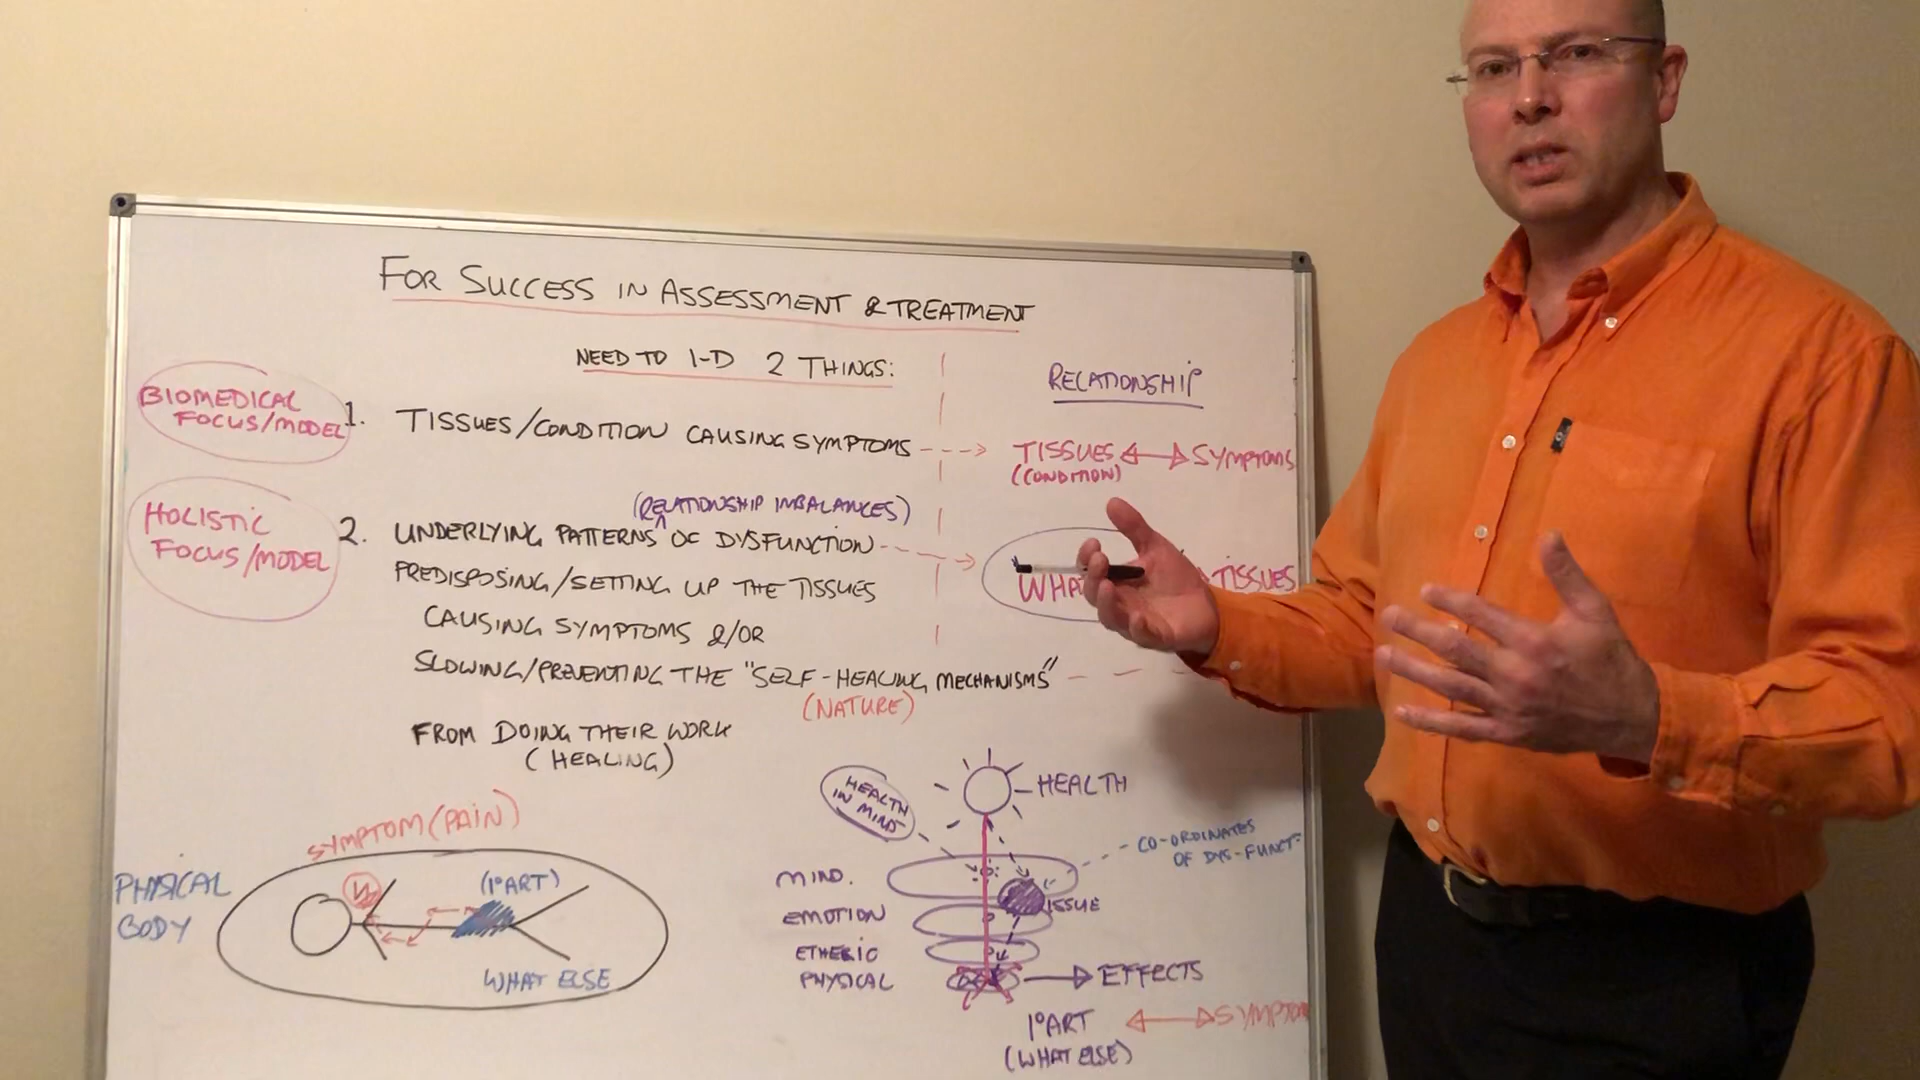 FOR SUCCESS IN ASSESSMENT & TREATMENT
NEED TO I-D 2 THINGS:
RELATIONSHIP
BIOMEDICAL
FOCUS/MODEL
1. TISSUES/CONDITION CAUSING SYMPTOMS
TISSUES SYMPTOMS
(CONDITION)
HOLISTIC
FOCUS/MODEL
(RELATIONSHIP IMBALANCES)
2. UNDERLYING PATTERNS OF DYSFUNCTION
PREDISPOSING/SETTING UP THE TISSUES
TISSUES
CAUSING SYMPTOMS &/OR
SLOWING/PREVENTING THE "SELF-HEALING MECHANISMS"
(NATURE)
FROM DOING THEIR WORK
(HEALING)
SYMPTOM (PAIN)
PHYSICAL
BODY
(1°ART)
WHAT ELSE
HEALTH
HEALTH
IN MIND
CO-ORDINATES
OF DYS-FUNCT-
MIND.
EMOTION
ISSUE
ETHERIC
PHYSICAL
EFFECTS
1°ART SYMPTOM
(WHAT ELSE)